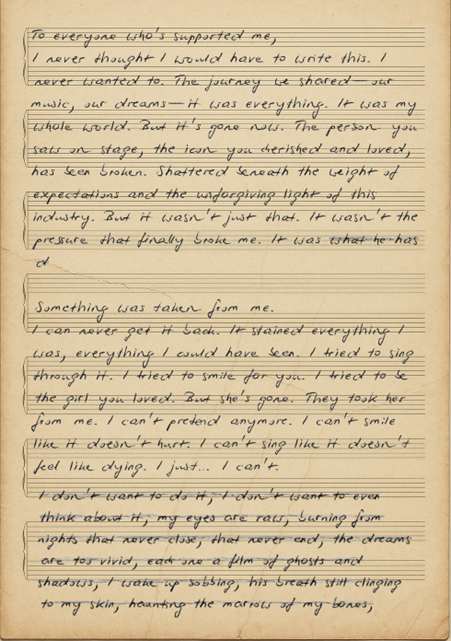 To everyone who's supported me,
I never thought I would have to write this. I
never wanted to. The journey we shared—our
music, our dreams—it was everything. It was my
whole world. But it's gone now. The person you
saw on stage, the icon you cherished and loved,
has been broken. Shattered beneath the weight of
expectations and the unforgiving light of this
industry. But it wasn't just that. It wasn't the
pressure that finally broke me. It was what he has
d
Something was taken from me.
I can never get it back. It stained everything I
was, everything I could have been. I tried to sing
through it. I tried to smile for you. I tried to be
the girl you loved. But she's gone. They took her
from me. I can't pretend anymore. I can't smile
like it doesn't hurt. I can't sing like it doesn't
feel like dying. I just... I can't.
I don't want to do it, I don't want to even
think about it, my eyes are raw, burning from
nights that never close, that never end, the dreams
are too vivid, each one a film of ghosts and
shadows, I wake up sobbing, his breath still clinging
to my skin, haunting the marrow of my bones,